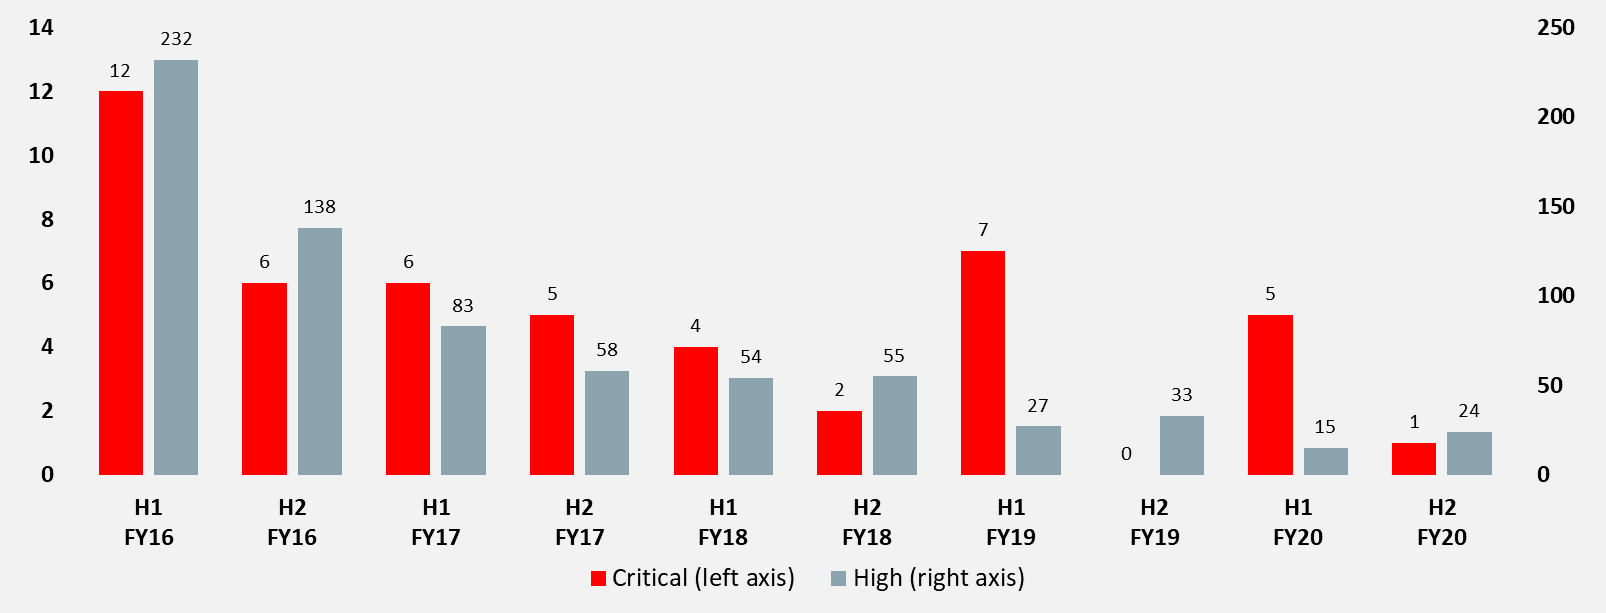 14
12
10
8
6
4
2
0
250
200
150
100
50
0
12
232
6
138
6
83
5
58
4
54
2
55
7
27
0
33
5
15
1
24
H1
FY16
H2
FY16
H1
FY17
H2
FY17
H1
FY18
H2
FY18
H1
FY19
H2
FY19
H1
FY20
H2
FY20
Critical (left axis)
High (right axis)